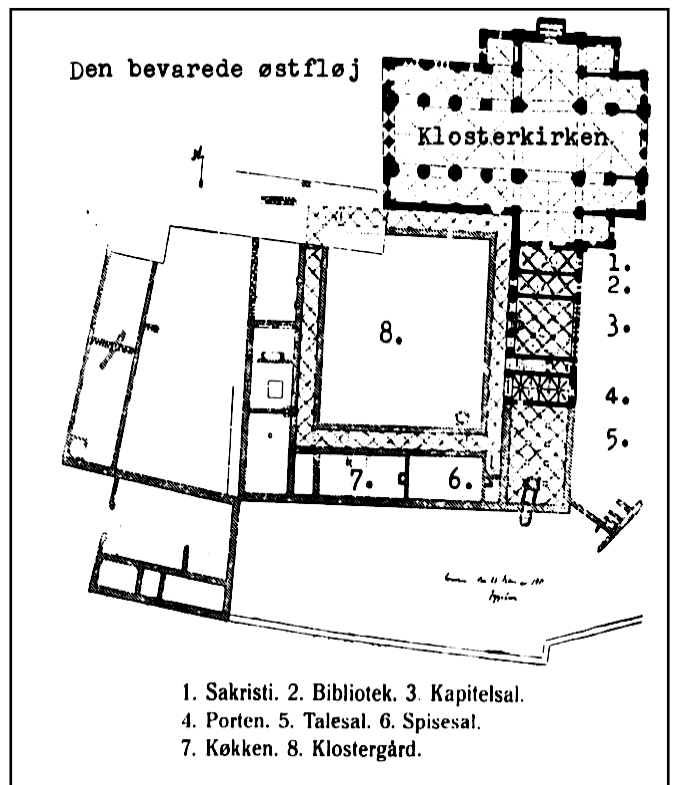 Den bevarede østfløj
Klosterkirken
N
1.
2.
3.
8.
4.
5.
7.
6.
1. Sakristi. 2. Bibliotek. 3. Kapitelsal.
4. Porten. 5. Talesal. 6. Spisesal.
7. Køkken. 8. Klostergård.